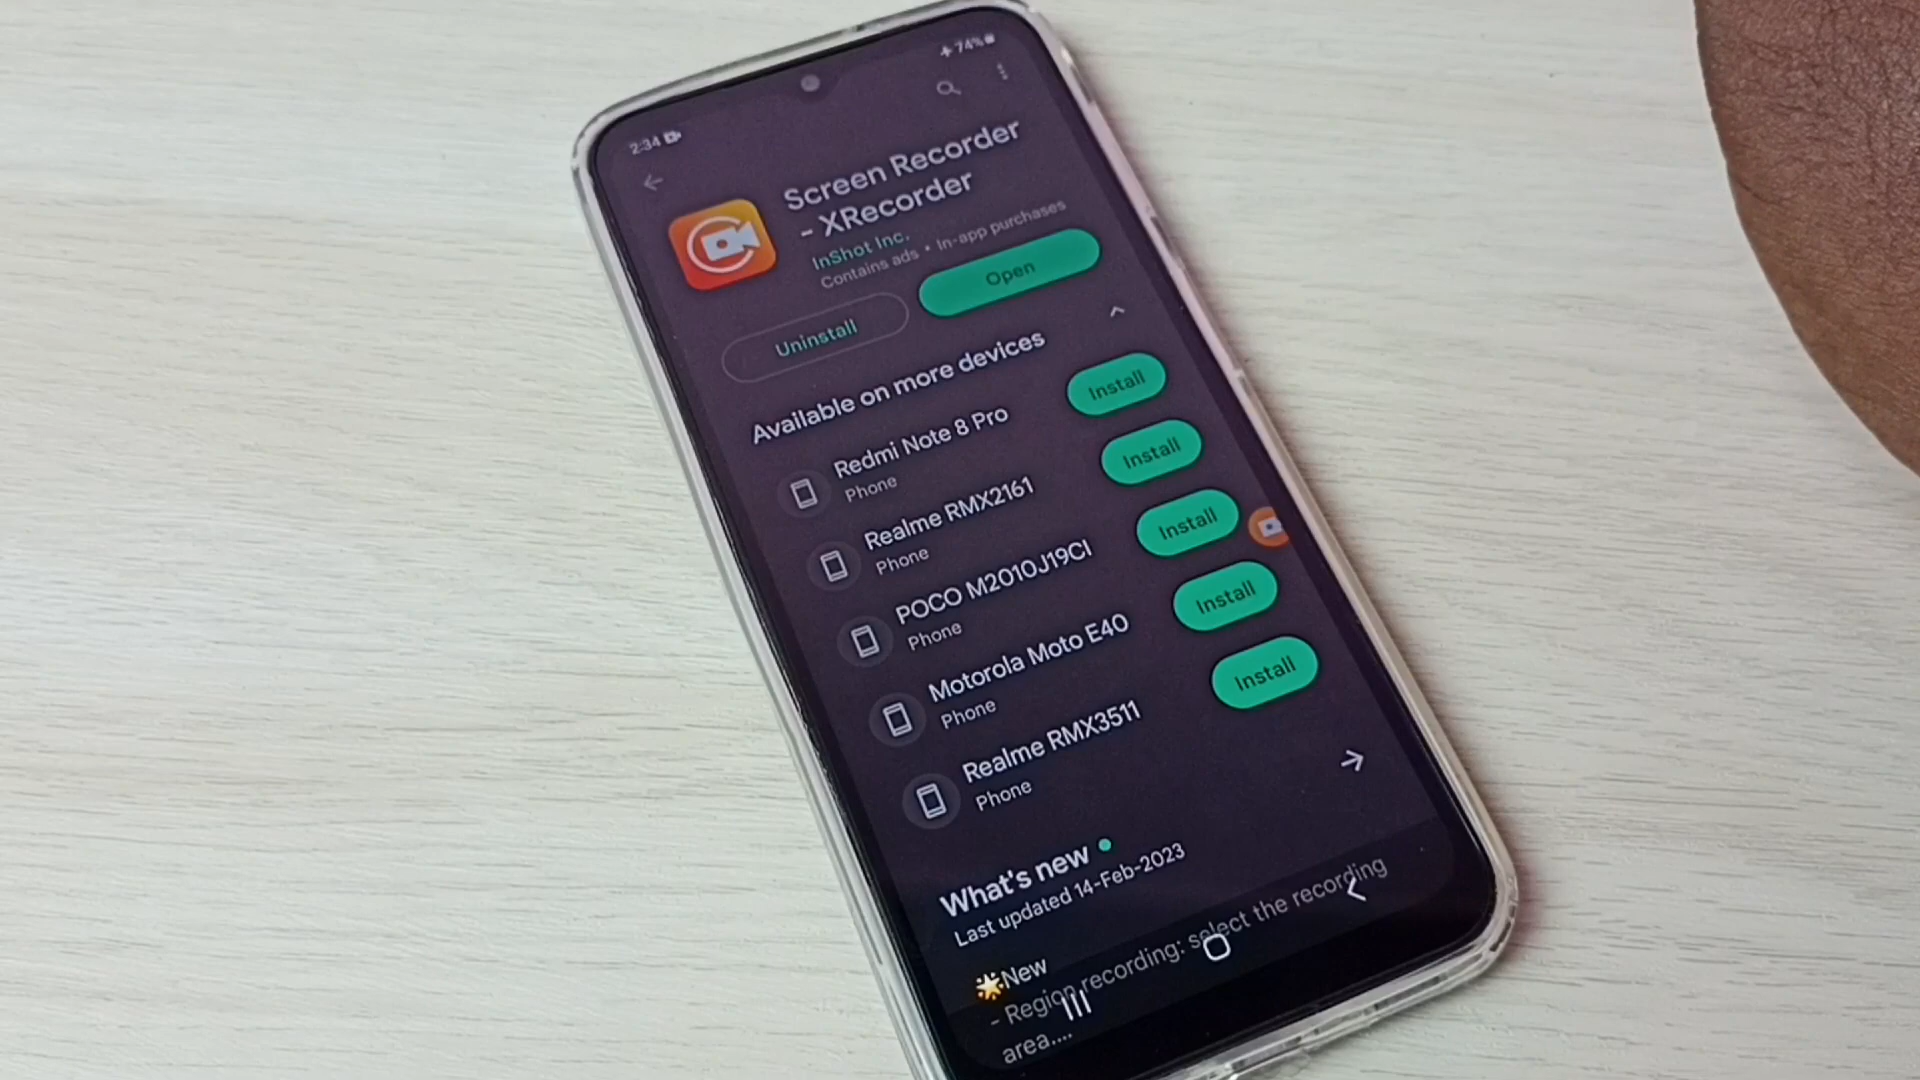 2:34
74%
Screen Recorder
- XRecorder
InShot Inc.
Contains ads • In-app purchases
Uninstall
Open
Available on more devices
Redmi Note 8 Pro
Phone
Install
Realme RMX2161
Phone
Install
POCO M2010J19CI
Phone
Install
Motorola Moto E40
Phone
Install
Realme RMX3511
Phone
Install
What's new
Last updated 14-Feb-2023
🌟New
- Region recording: select the recording
area....